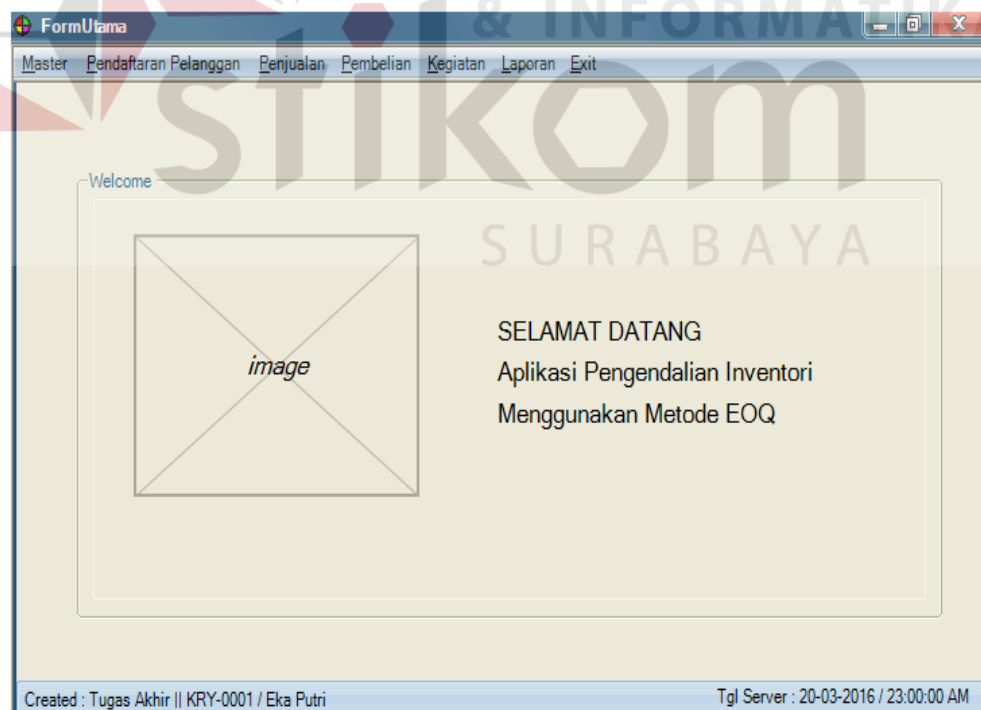 & INFORMATIK
FormUtama
Master Pendaftaran Pelanggan Penjualan Pembelian Kegiatan Laporan Exit
stikom
Welcome
SURABAYA
image
SELAMAT DATANG
Aplikasi Pengendalian Inventori
Menggunakan Metode EOQ
Created : Tugas Akhir || KRY-0001 / Eka Putri
Tgl Server : 20-03-2016 / 23:00:00 AM